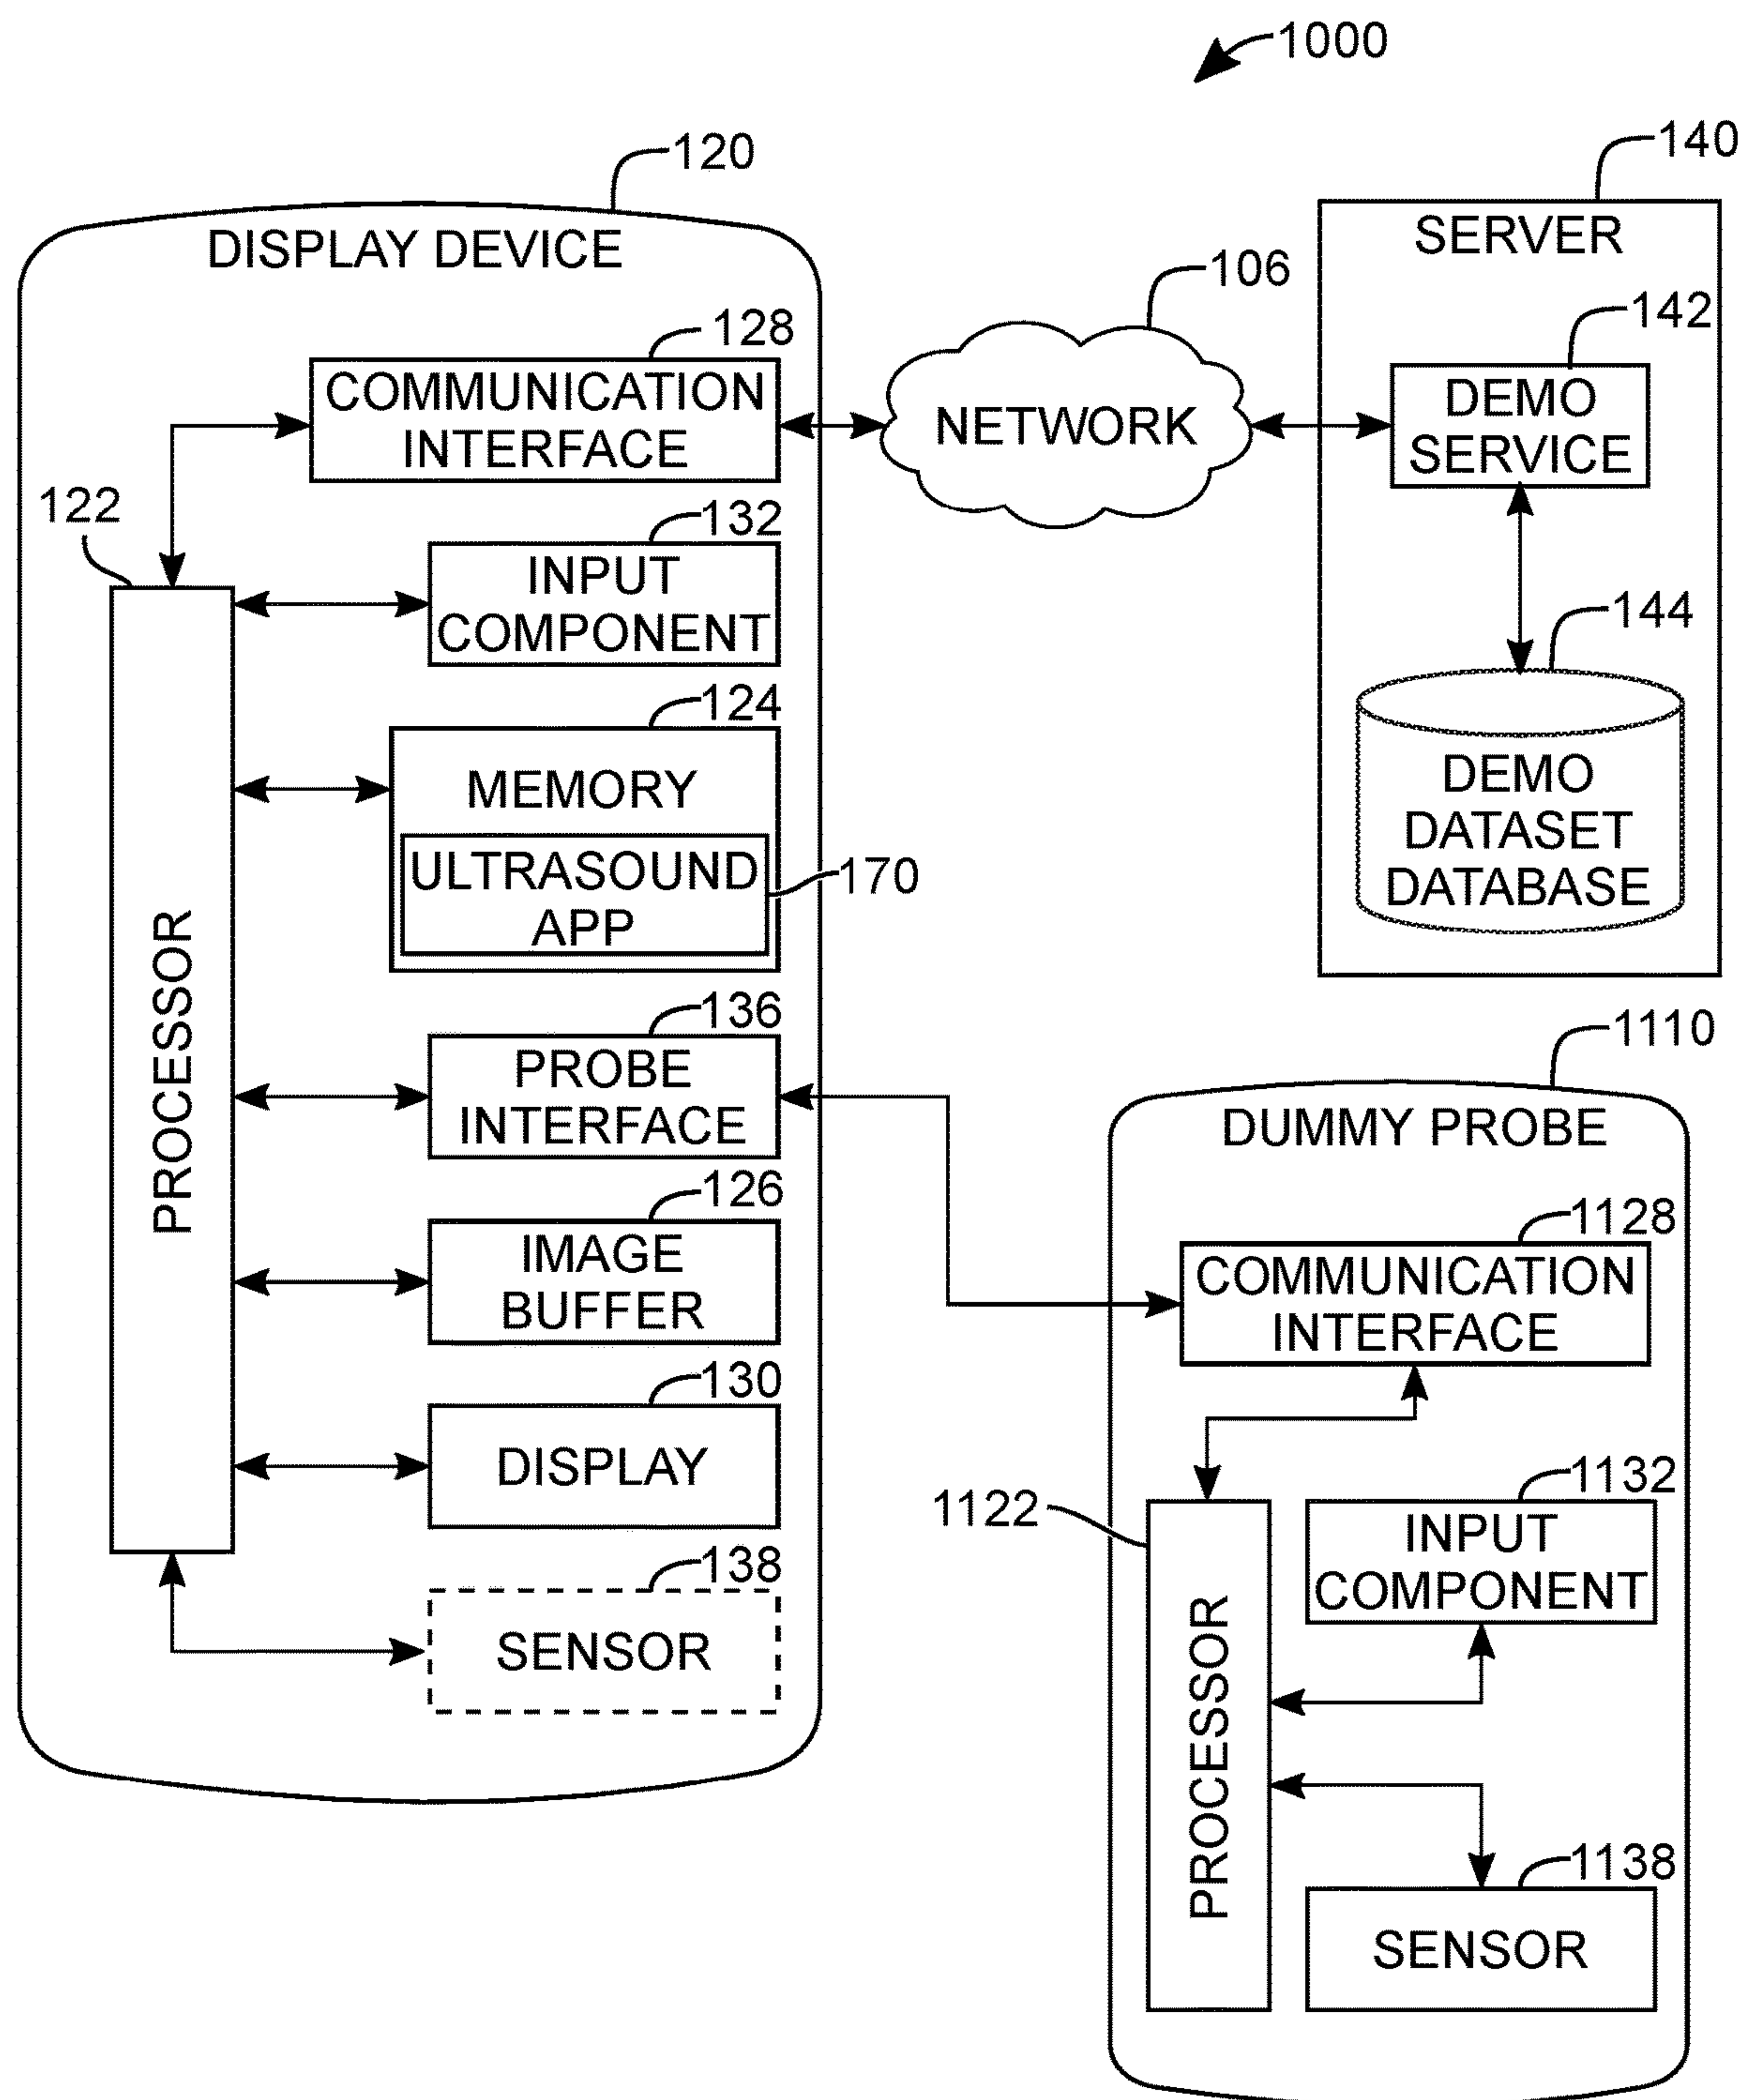 1000
120
DISPLAY DEVICE
128
COMMUNICATION
INTERFACE
122
132
INPUT
COMPONENT
124
MEMORY
ULTRASOUND
APP
170
PROCESSOR
136
PROBE
INTERFACE
126
IMAGE
BUFFER
130
DISPLAY
138
SENSOR
106
NETWORK
140
SERVER
142
DEMO
SERVICE
144
DEMO
DATASET
DATABASE
1110
DUMMY PROBE
1128
COMMUNICATION
INTERFACE
1122
PROCESSOR
1132
INPUT
COMPONENT
1138
SENSOR